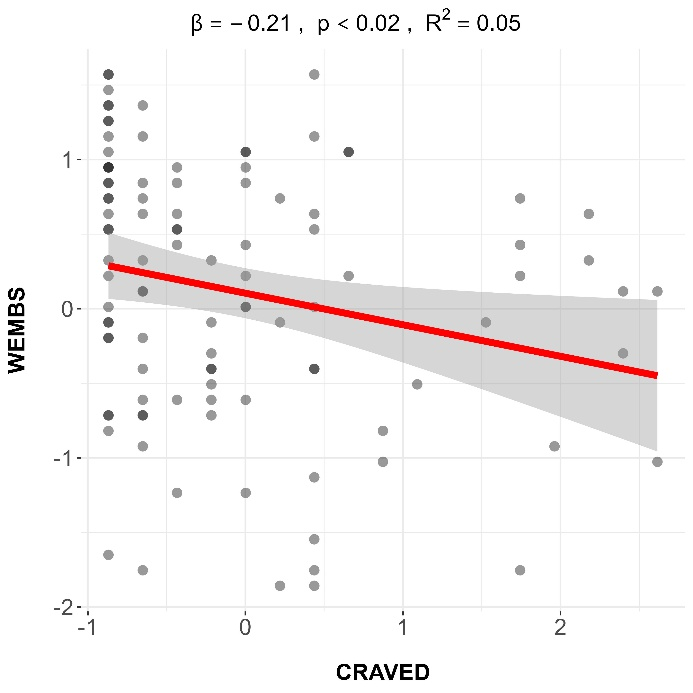 β = −0.21 , p < 0.02 , R² = 0.05
1
0
-1
-2
WEMBS
-1 0 1 2
CRAVED